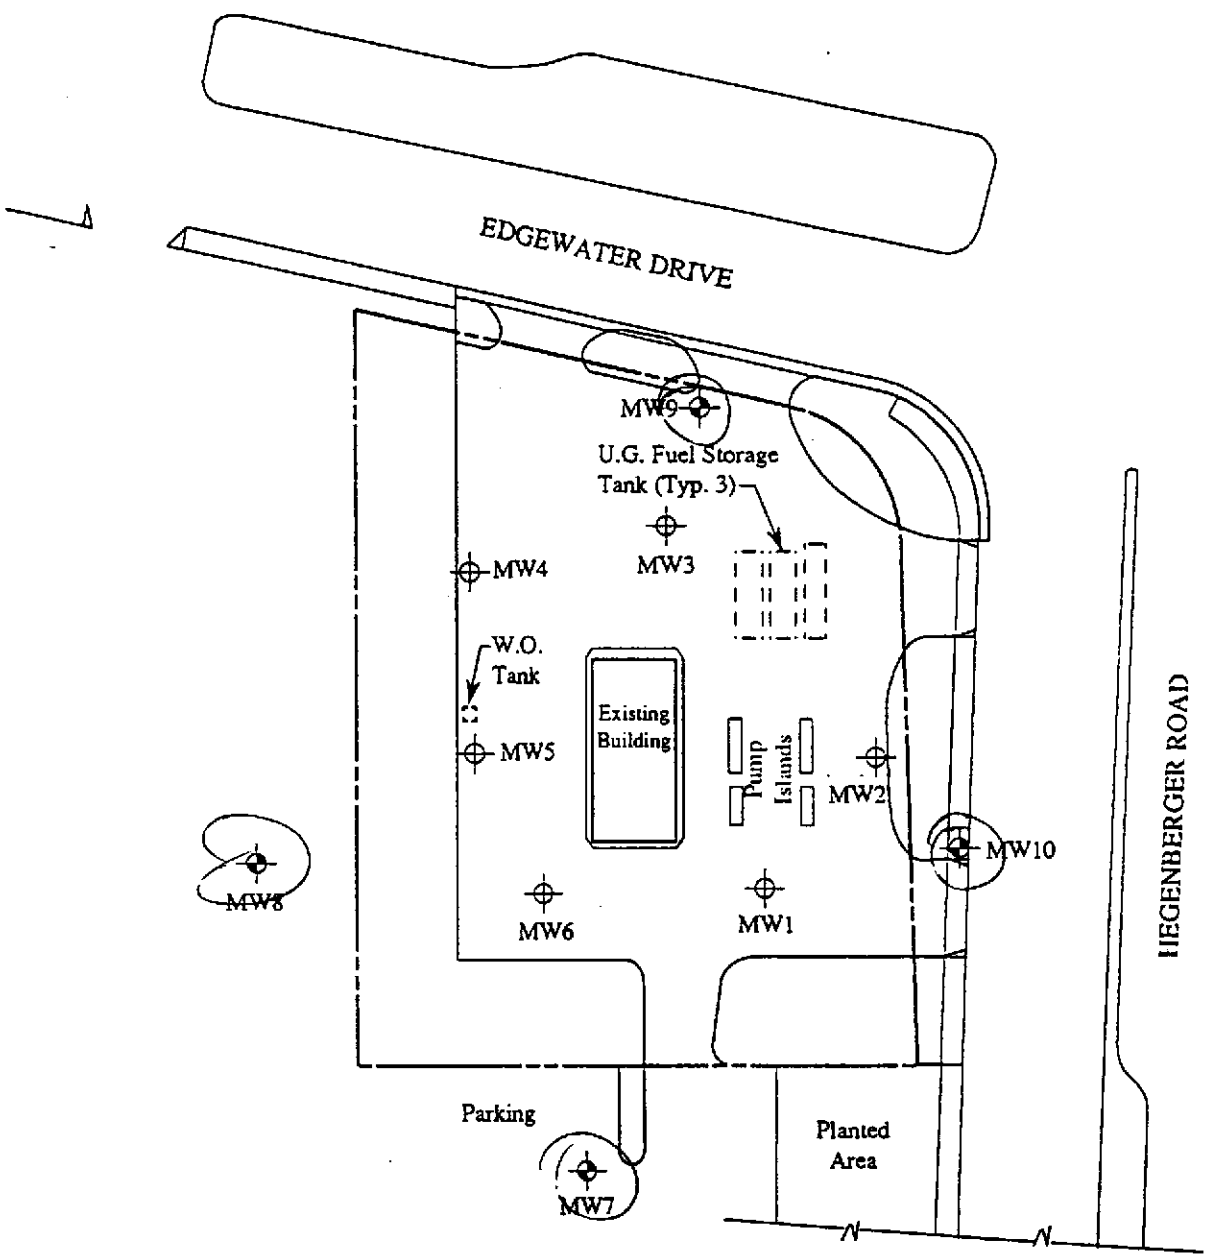 EDGEWATER DRIVE
MW9
U.G. Fuel Storage
Tank (Typ. 3)
MW3
MW4
W.O.
Tank
Existing
Building
MW5
Pump
Islands
MW2
HEGENBERGER ROAD
MW10
MW8
MW6
MW1
Parking
Planted
Area
MW7